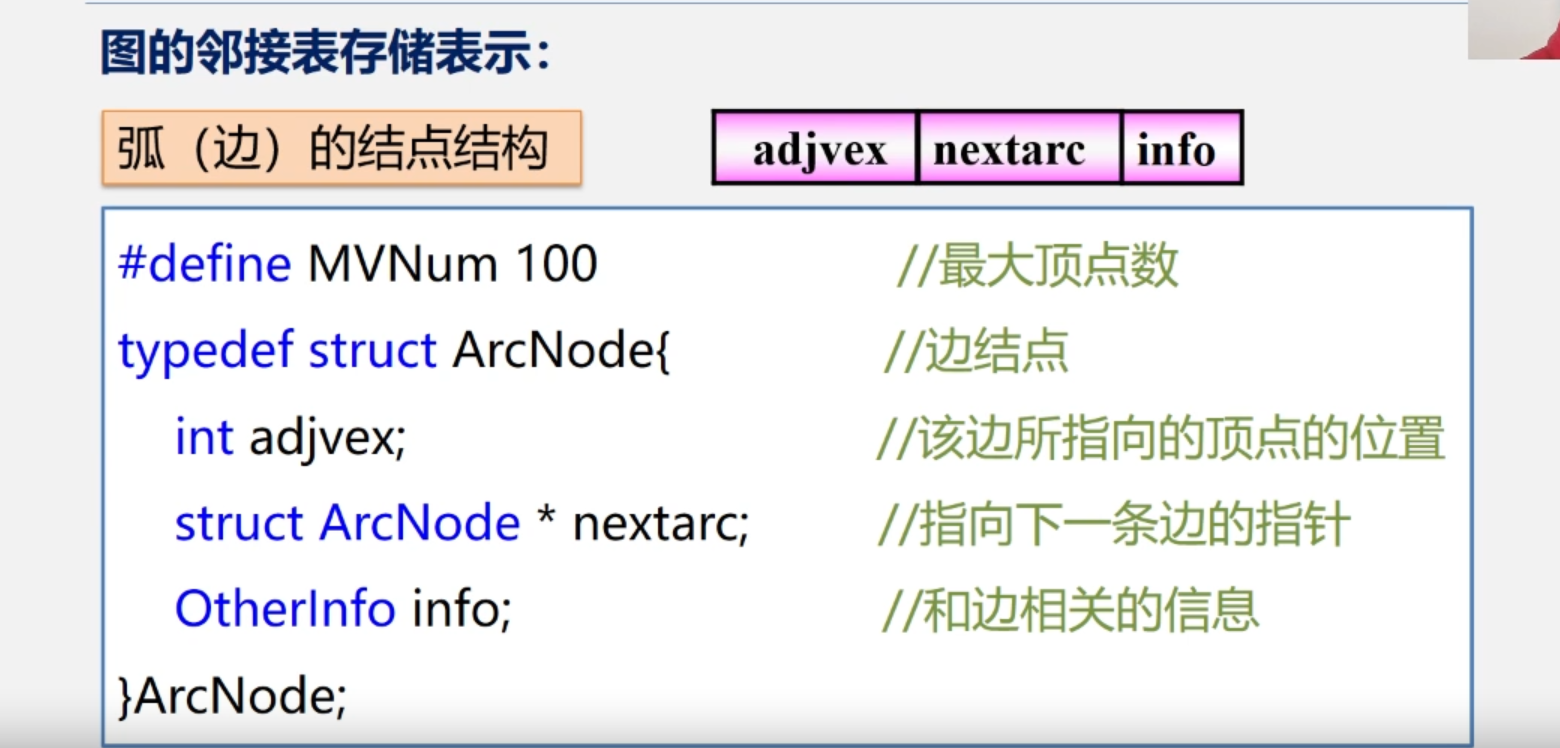 图的邻接表存储表示：
弧（边）的结点结构 adjvex nextarc info
#define MVNum 100 //最大顶点数
typedef struct ArcNode{ //边结点
int adjvex; //该边所指向的顶点的位置
struct ArcNode * nextarc; //指向下一条边的指针
OtherInfo info; //和边相关的信息
}ArcNode;